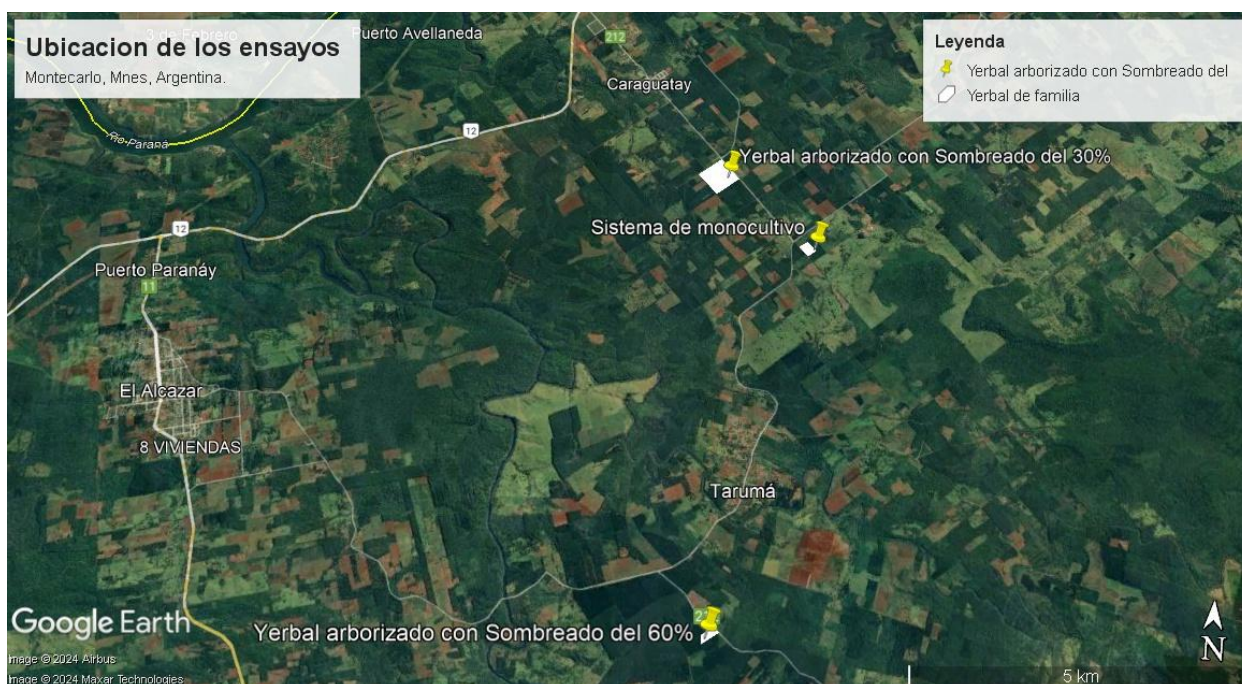 Ubicacion de los ensayos
Montecarlo, Mnes, Argentina.
3 de Febrero
Puerto Avellaneda
212
Leyenda
Yerbal arborizado con Sombreado del
Yerbal de familia
Caraguatay
12
Río Paraná
Yerbal arborizado con Sombreado del 30%
Sistema de monocultivo
12
Puerto Paranáy
11
El Alcazar
8 VIVIENDAS
Tarumá
Yerbal arborizado con Sombreado del 60%
Google Earth
Image © 2024 Airbus
Image © 2024 Maxar Technologies
N
5 km